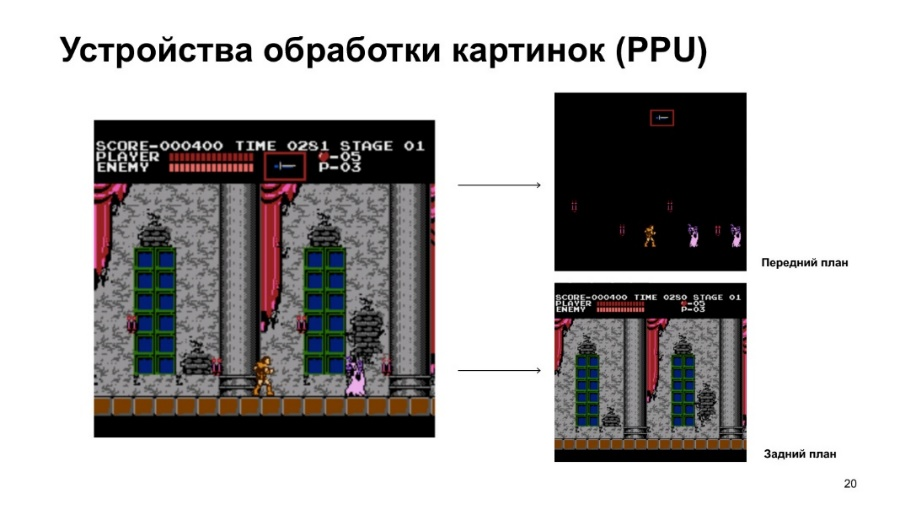 Устройства обработки картинок (PPU)
SCORE-000400 TIME 0281 STAGE 01
PLAYER -05
ENEMY P-03
Передний план
SCORE-000400 TIME 0280 STAGE 01
PLAYER -05
ENEMY P-03
Задний план
20